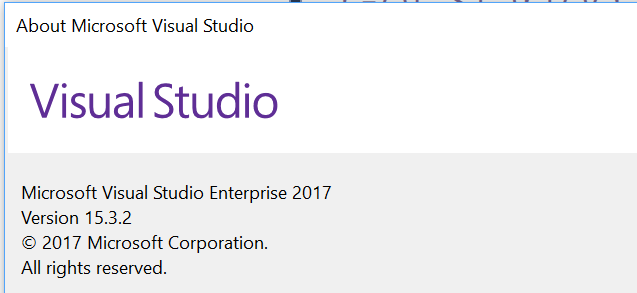 About Microsoft Visual Studio
Visual Studio
Microsoft Visual Studio Enterprise 2017
Version 15.3.2
© 2017 Microsoft Corporation.
All rights reserved.